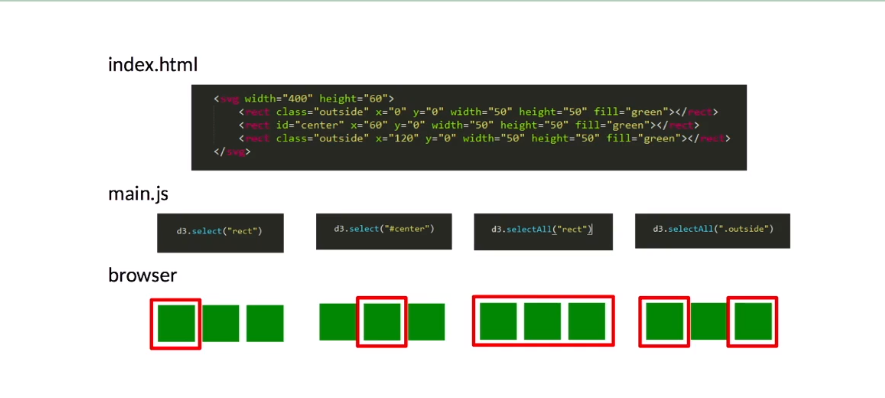 index.html
<svg width="400" height="60">
<rect class="outside" x="0" y="0" width="50" height="50" fill="green"></rect>
<rect id="center" x="60" y="0" width="50" height="50" fill="green"></rect>
<rect class="outside" x="120" y="0" width="50" height="50" fill="green"></rect>
</svg>
main.js
d3.select("rect")
d3.select("#center")
d3.selectAll("rect")
d3.selectAll(".outside")
browser